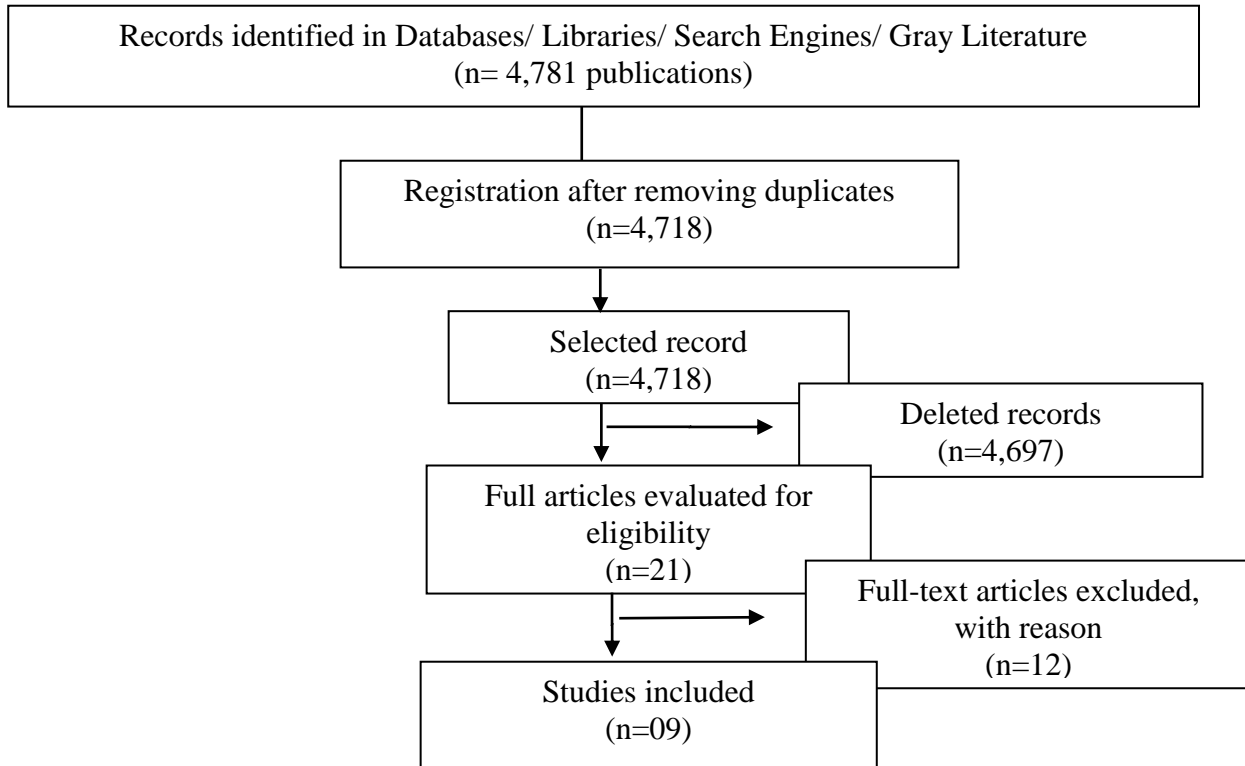 Records identified in Databases/ Libraries/ Search Engines/ Gray Literature
(n= 4,781 publications)
Registration after removing duplicates
(n=4,718)
Selected record
(n=4,718)
Deleted records
(n=4,697)
Full articles evaluated for
eligibility
(n=21)
Full-text articles excluded,
with reason
(n=12)
Studies included
(n=09)